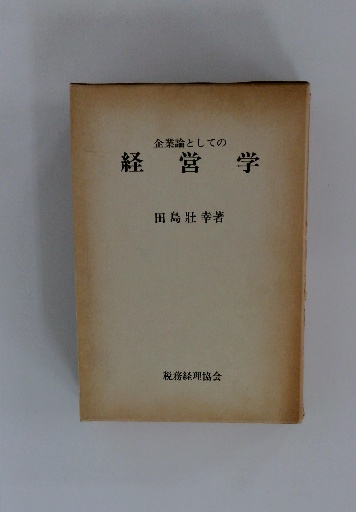 企業論としての
経営学
田島壯幸著
税務経理協会